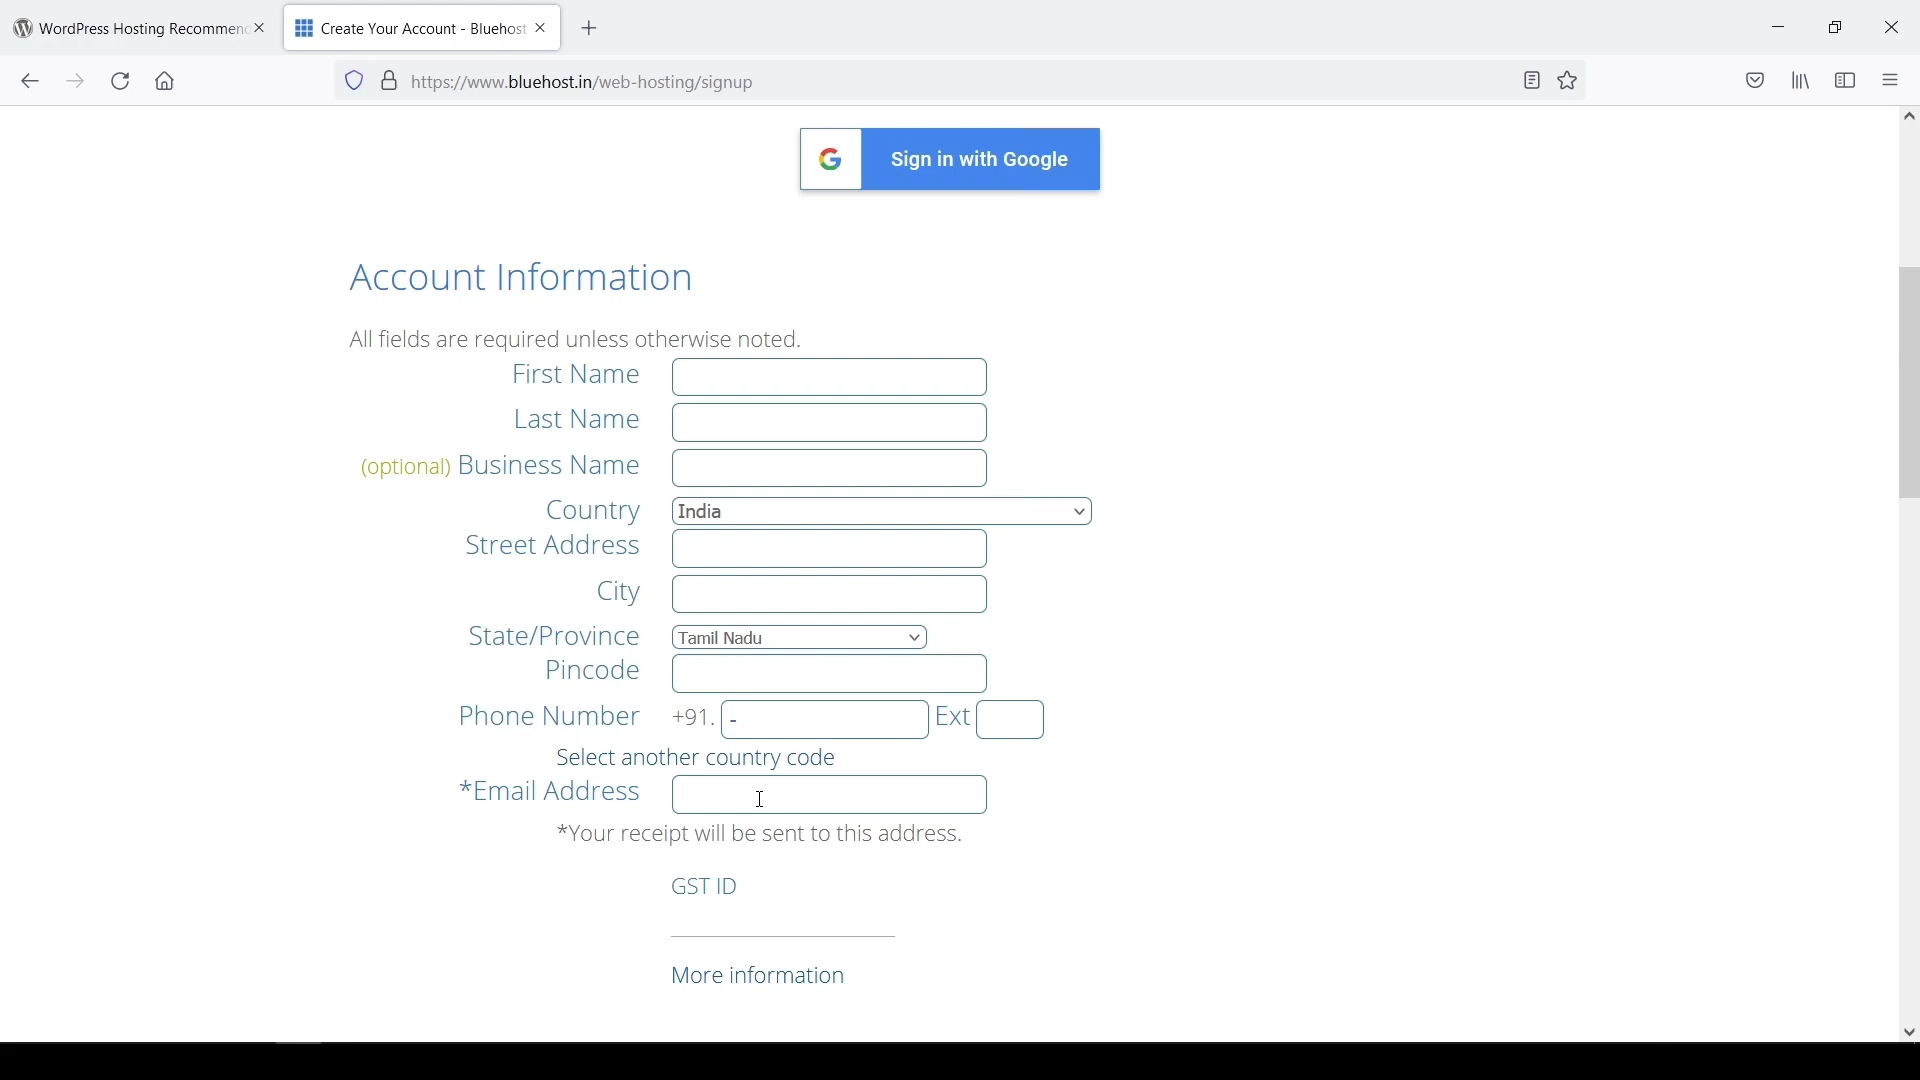 WordPress Hosting Recommen
Create Your Account - Bluehost
https://www.bluehost.in/web-hosting/signup
G Sign in with Google
Account Information
All fields are required unless otherwise noted.
First Name
Last Name
(optional) Business Name
Country India
Street Address
City
State/Province Tamil Nadu
Pincode
Phone Number +91. - Ext
Select another country code
*Email Address
*Your receipt will be sent to this address.
GST ID
More information